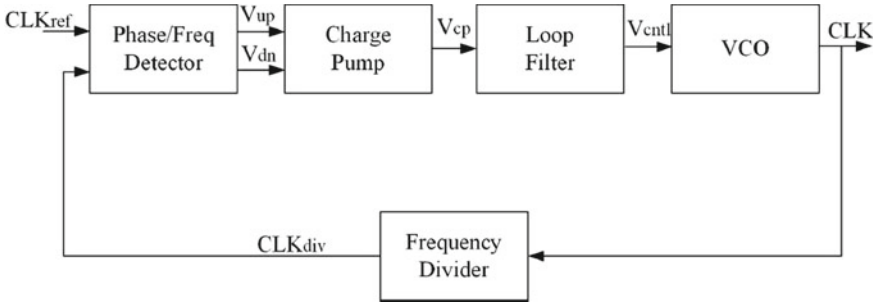 CLKref
Phase/Freq
Detector
Vup
Vdn
Charge
Pump
Vcp
Loop
Filter
Vcntl
VCO
CLK
CLKdiv
Frequency
Divider